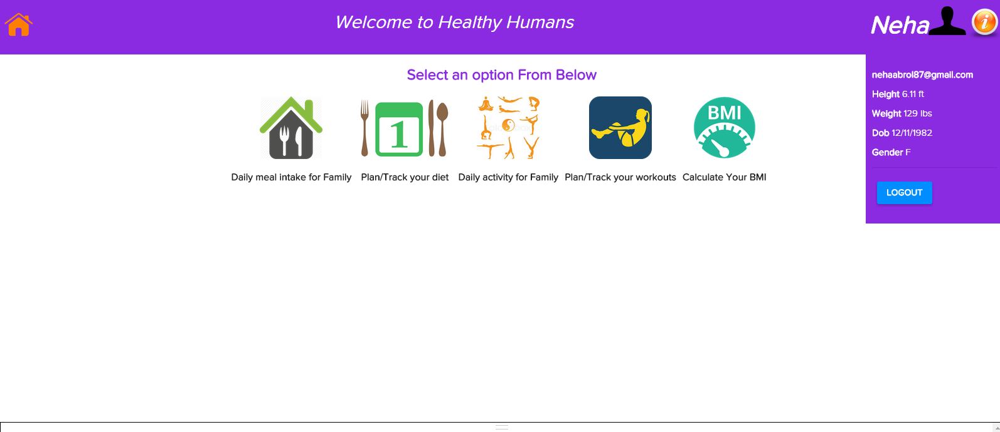 Welcome to Healthy Humans
Neha
i
Select an option From Below
1
BMI
Daily meal intake for Family
Plan/Track your diet
Daily activity for Family
Plan/Track your workouts
Calculate Your BMI
nehaabrol87@gmail.com
Height 6.11 ft
Weight 129 lbs
Dob 12/11/1982
Gender F
LOGOUT